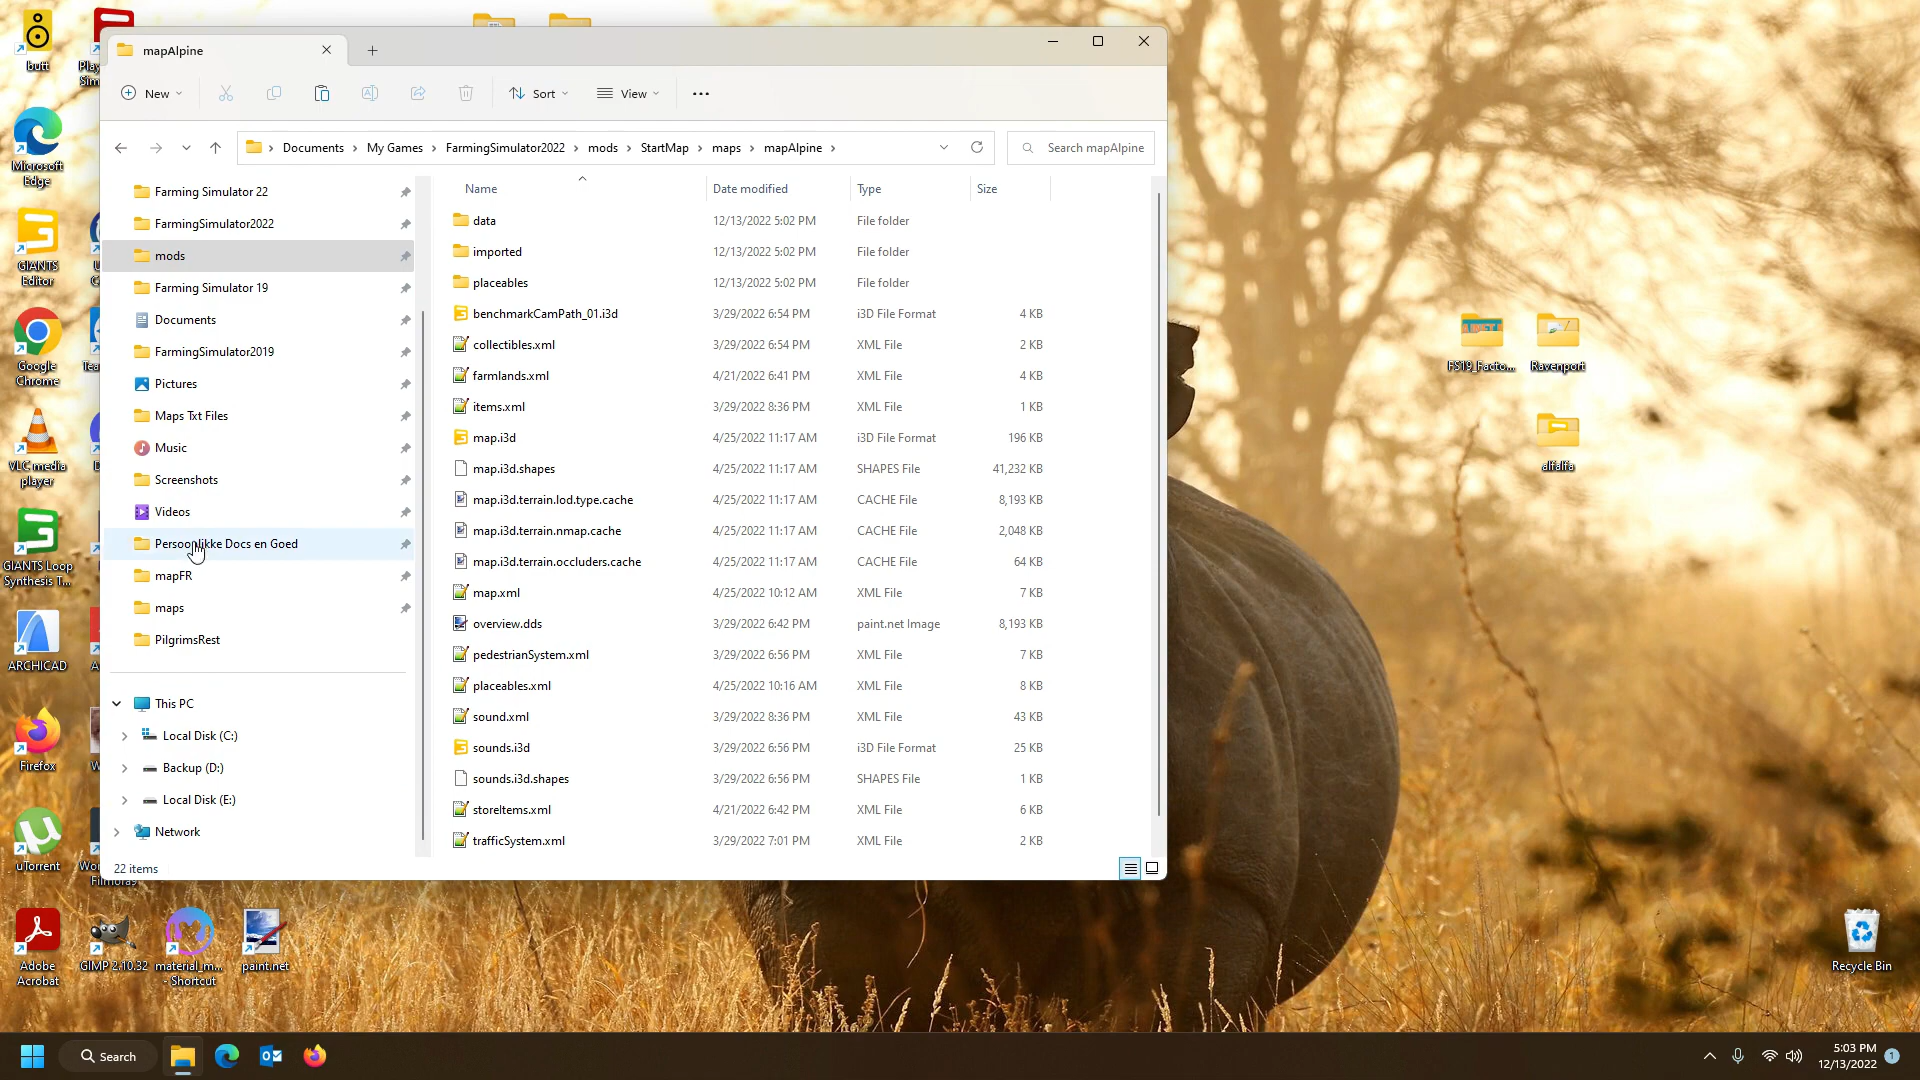 butt
Play
Sim
Microsoft
Edge
GIANTS
Editor
Google
Chrome
Tea
VLC media
player
GIANTS Loop
Synthesis T...
ARCHICAD
Firefox
uTorrent
Filmora9
Adobe
Acrobat
GIMP 2.10.32
material_m...
- Shortcut
paint.net
mapAlpine
New
Sort
View
Documents > My Games > FarmingSimulator2022 > mods > StartMap > maps > mapAlpine >
Search mapAlpine
Farming Simulator 22
FarmingSimulator2022
mods
Farming Simulator 19
Documents
FarmingSimulator2019
Pictures
Maps Txt Files
Music
Screenshots
Videos
Persoonlikke Docs en Goed
mapFR
maps
PilgrimsRest
This PC
Local Disk (C:)
Backup (D:)
Local Disk (E:)
Network
22 items
Name Date modified Type Size
data 12/13/2022 5:02 PM File folder
imported 12/13/2022 5:02 PM File folder
placeables 12/13/2022 5:02 PM File folder
benchmarkCamPath_01.i3d 3/29/2022 6:54 PM i3D File Format 4 KB
collectibles.xml 3/29/2022 6:54 PM XML File 2 KB
farmlands.xml 4/21/2022 6:41 PM XML File 4 KB
items.xml 3/29/2022 8:36 PM XML File 1 KB
map.i3d 4/25/2022 11:17 AM i3D File Format 196 KB
map.i3d.shapes 4/25/2022 11:17 AM SHAPES File 41,232 KB
map.i3d.terrain.lod.type.cache 4/25/2022 11:17 AM CACHE File 8,193 KB
map.i3d.terrain.nmap.cache 4/25/2022 11:17 AM CACHE File 2,048 KB
map.i3d.terrain.occluders.cache 4/25/2022 11:17 AM CACHE File 64 KB
map.xml 4/25/2022 10:12 AM XML File 7 KB
overview.dds 3/29/2022 6:42 PM paint.net Image 8,193 KB
pedestrianSystem.xml 3/29/2022 6:56 PM XML File 7 KB
placeables.xml 4/25/2022 10:16 AM XML File 8 KB
sound.xml 3/29/2022 8:36 PM XML File 43 KB
sounds.i3d 3/29/2022 6:56 PM i3D File Format 25 KB
sounds.i3d.shapes 3/29/2022 6:56 PM SHAPES File 1 KB
storeItems.xml 4/21/2022 6:42 PM XML File 6 KB
trafficSystem.xml 3/29/2022 7:01 PM XML File 2 KB
FS19_Facto...
Ravenport
alfalfa
Recycle Bin
Search
5:03 PM
12/13/2022
1